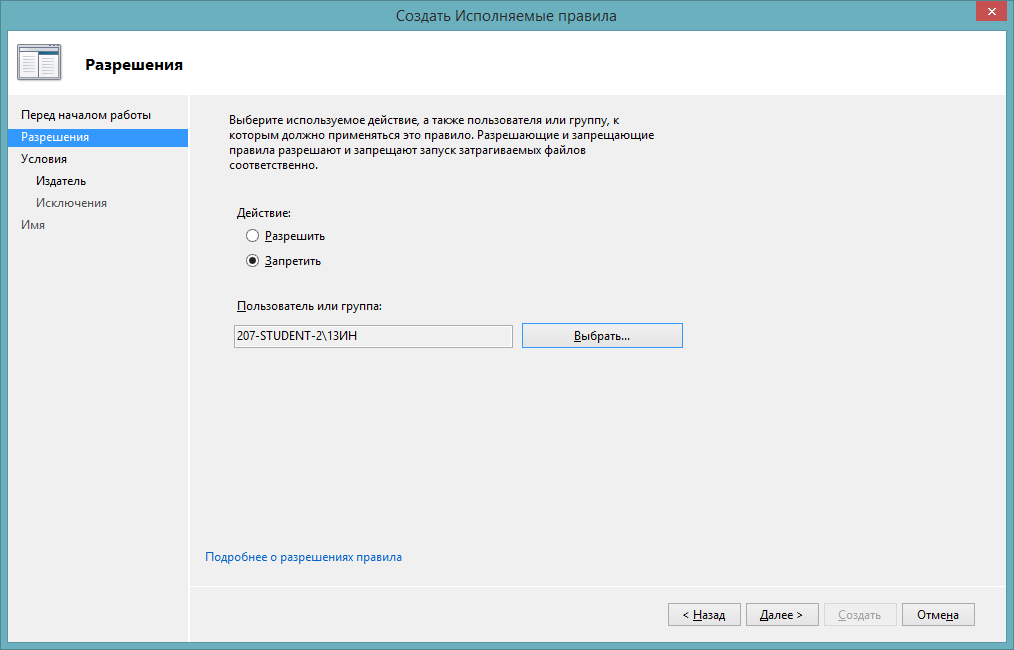 Создать Исполняемые правила
Разрешения
Перед началом работы
Разрешения
Условия
Издатель
Исключения
Имя
Выберите используемое действие, а также пользователя или группу, к
которым должно применяться это правило. Разрешающие и запрещающие
правила разрешают и запрещают запуск затрагиваемых файлов
соответственно.
Действие:
Разрешить
Запретить
Пользователь или группа:
207-STUDENT-2\13ИН
Выбрать...
Подробнее о разрешениях правила
< Назад
Далее >
Создать
Отмена